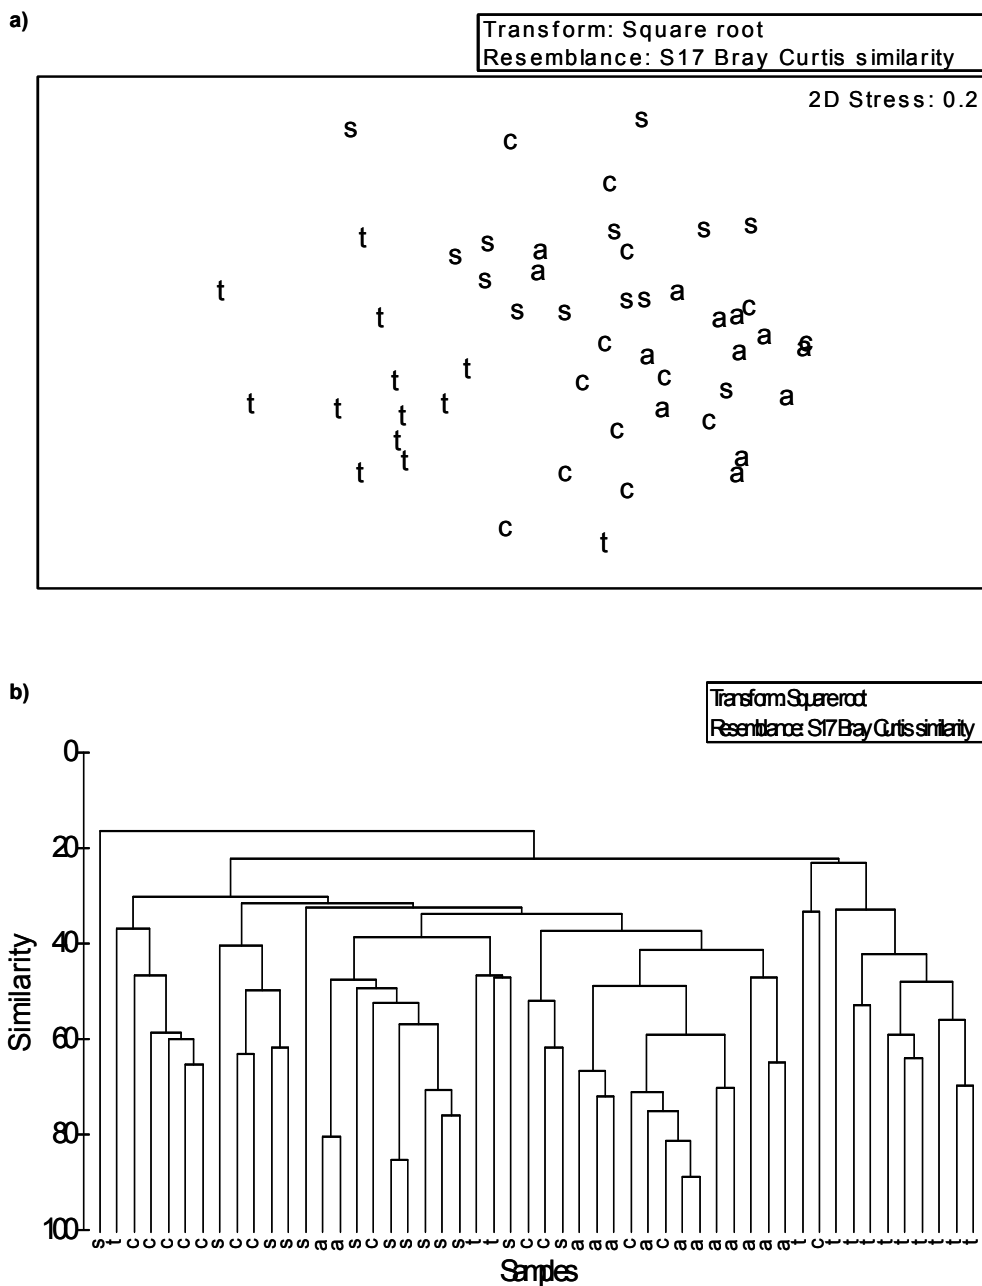 a)
Transform: Square root
Resemblance: S17 Bray Curtis similarity
2D Stress: 0.2
s
s
c
c
s
s
s
t
s
a
c
s
a
s
t
a
s s
c
s
s
t
a a
a
c
a
a
a
t
c
t
c
s
a
t
t
t
a
t
c
c
t
a
t
t
c
a
c
c
t
b)
Transform: Square root
Resemblance: S17 Bray Curtis similarity
0
20
40
60
80
100
Similarity
s t c c c c c s c c s s s a a s c s s s s s t t s c c s a a a c a c a a a a a a t c t t t t t t t t t
Samples